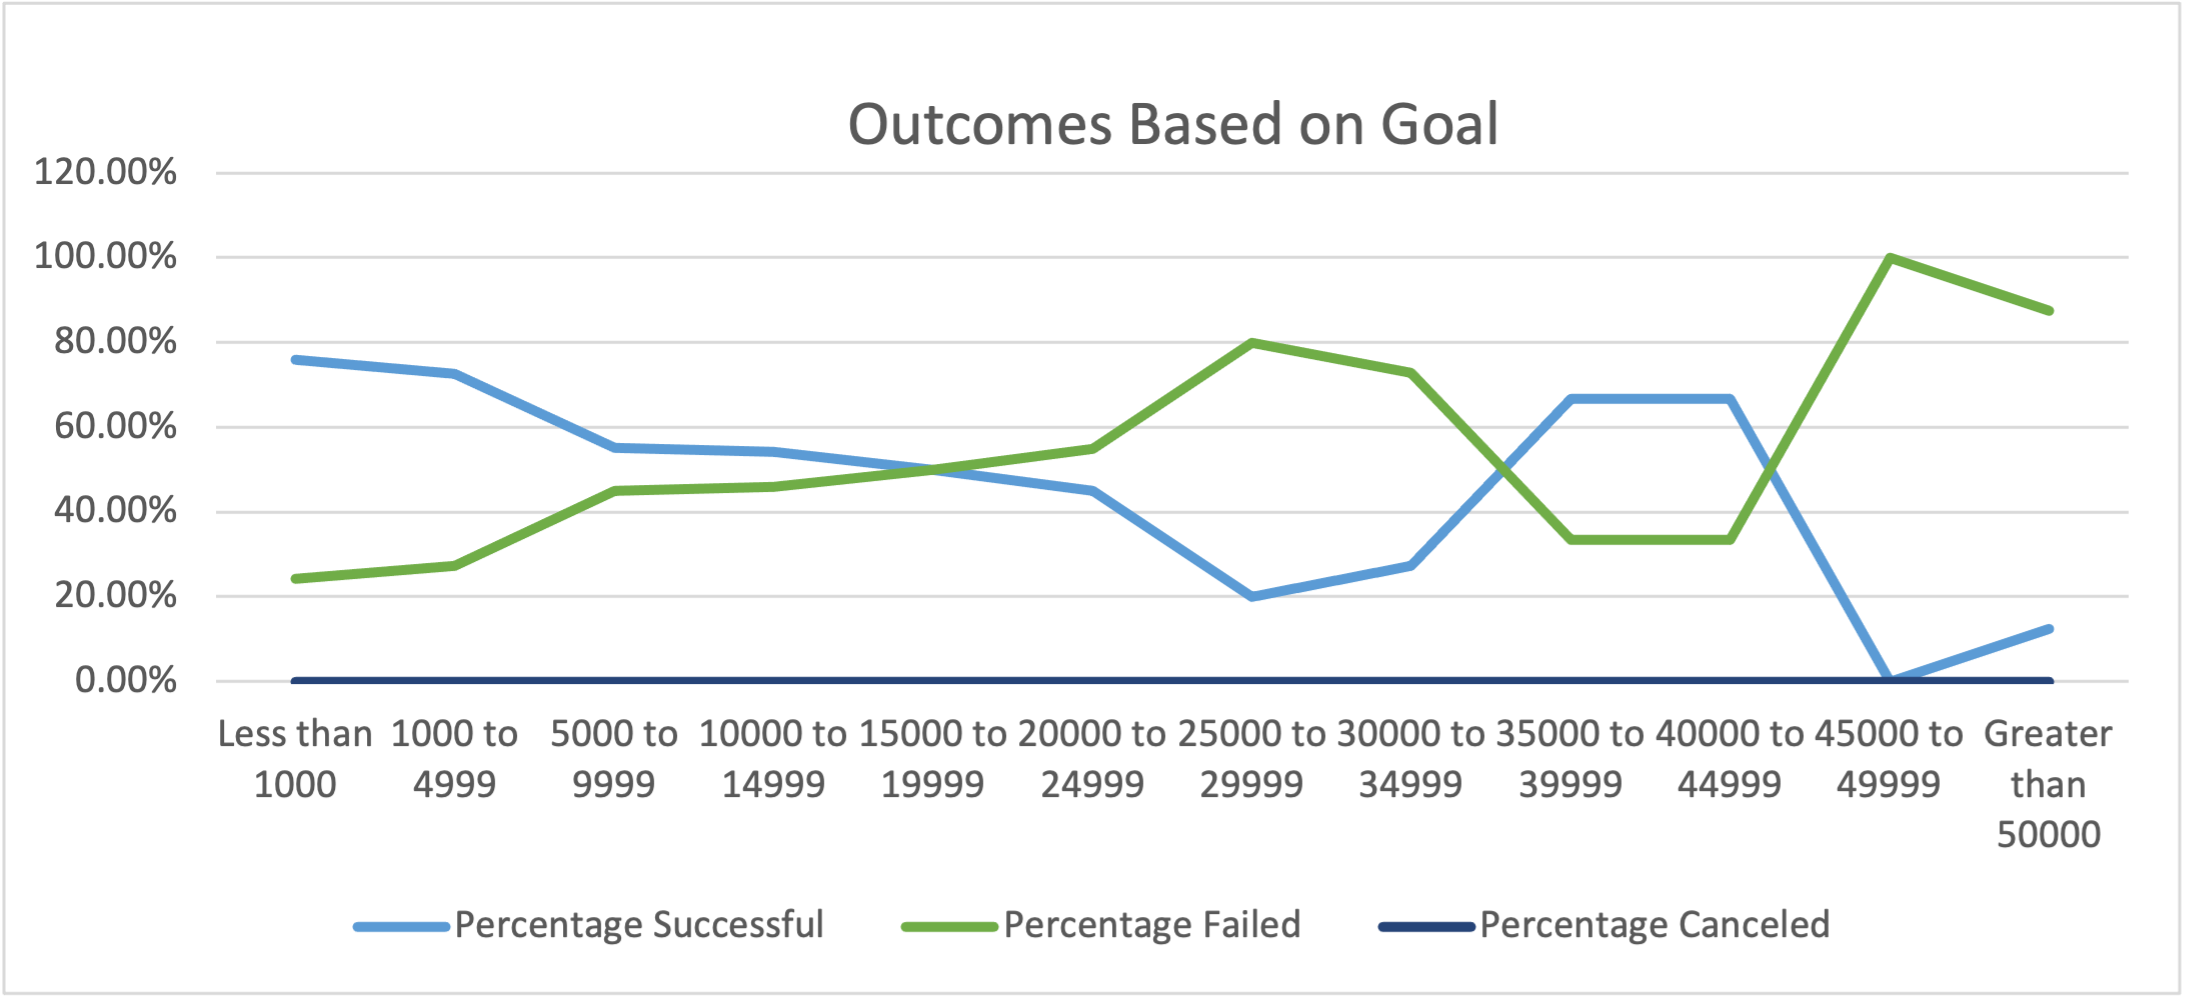 Outcomes Based on Goal
120.00%
100.00%
80.00%
60.00%
40.00%
20.00%
0.00%
Less than 1000 to 5000 to 10000 to 15000 to 20000 to 25000 to 30000 to 35000 to 40000 to 45000 to Greater
1000 4999 9999 14999 19999 24999 29999 34999 39999 44999 49999 than
50000
Percentage Successful Percentage Failed Percentage Canceled